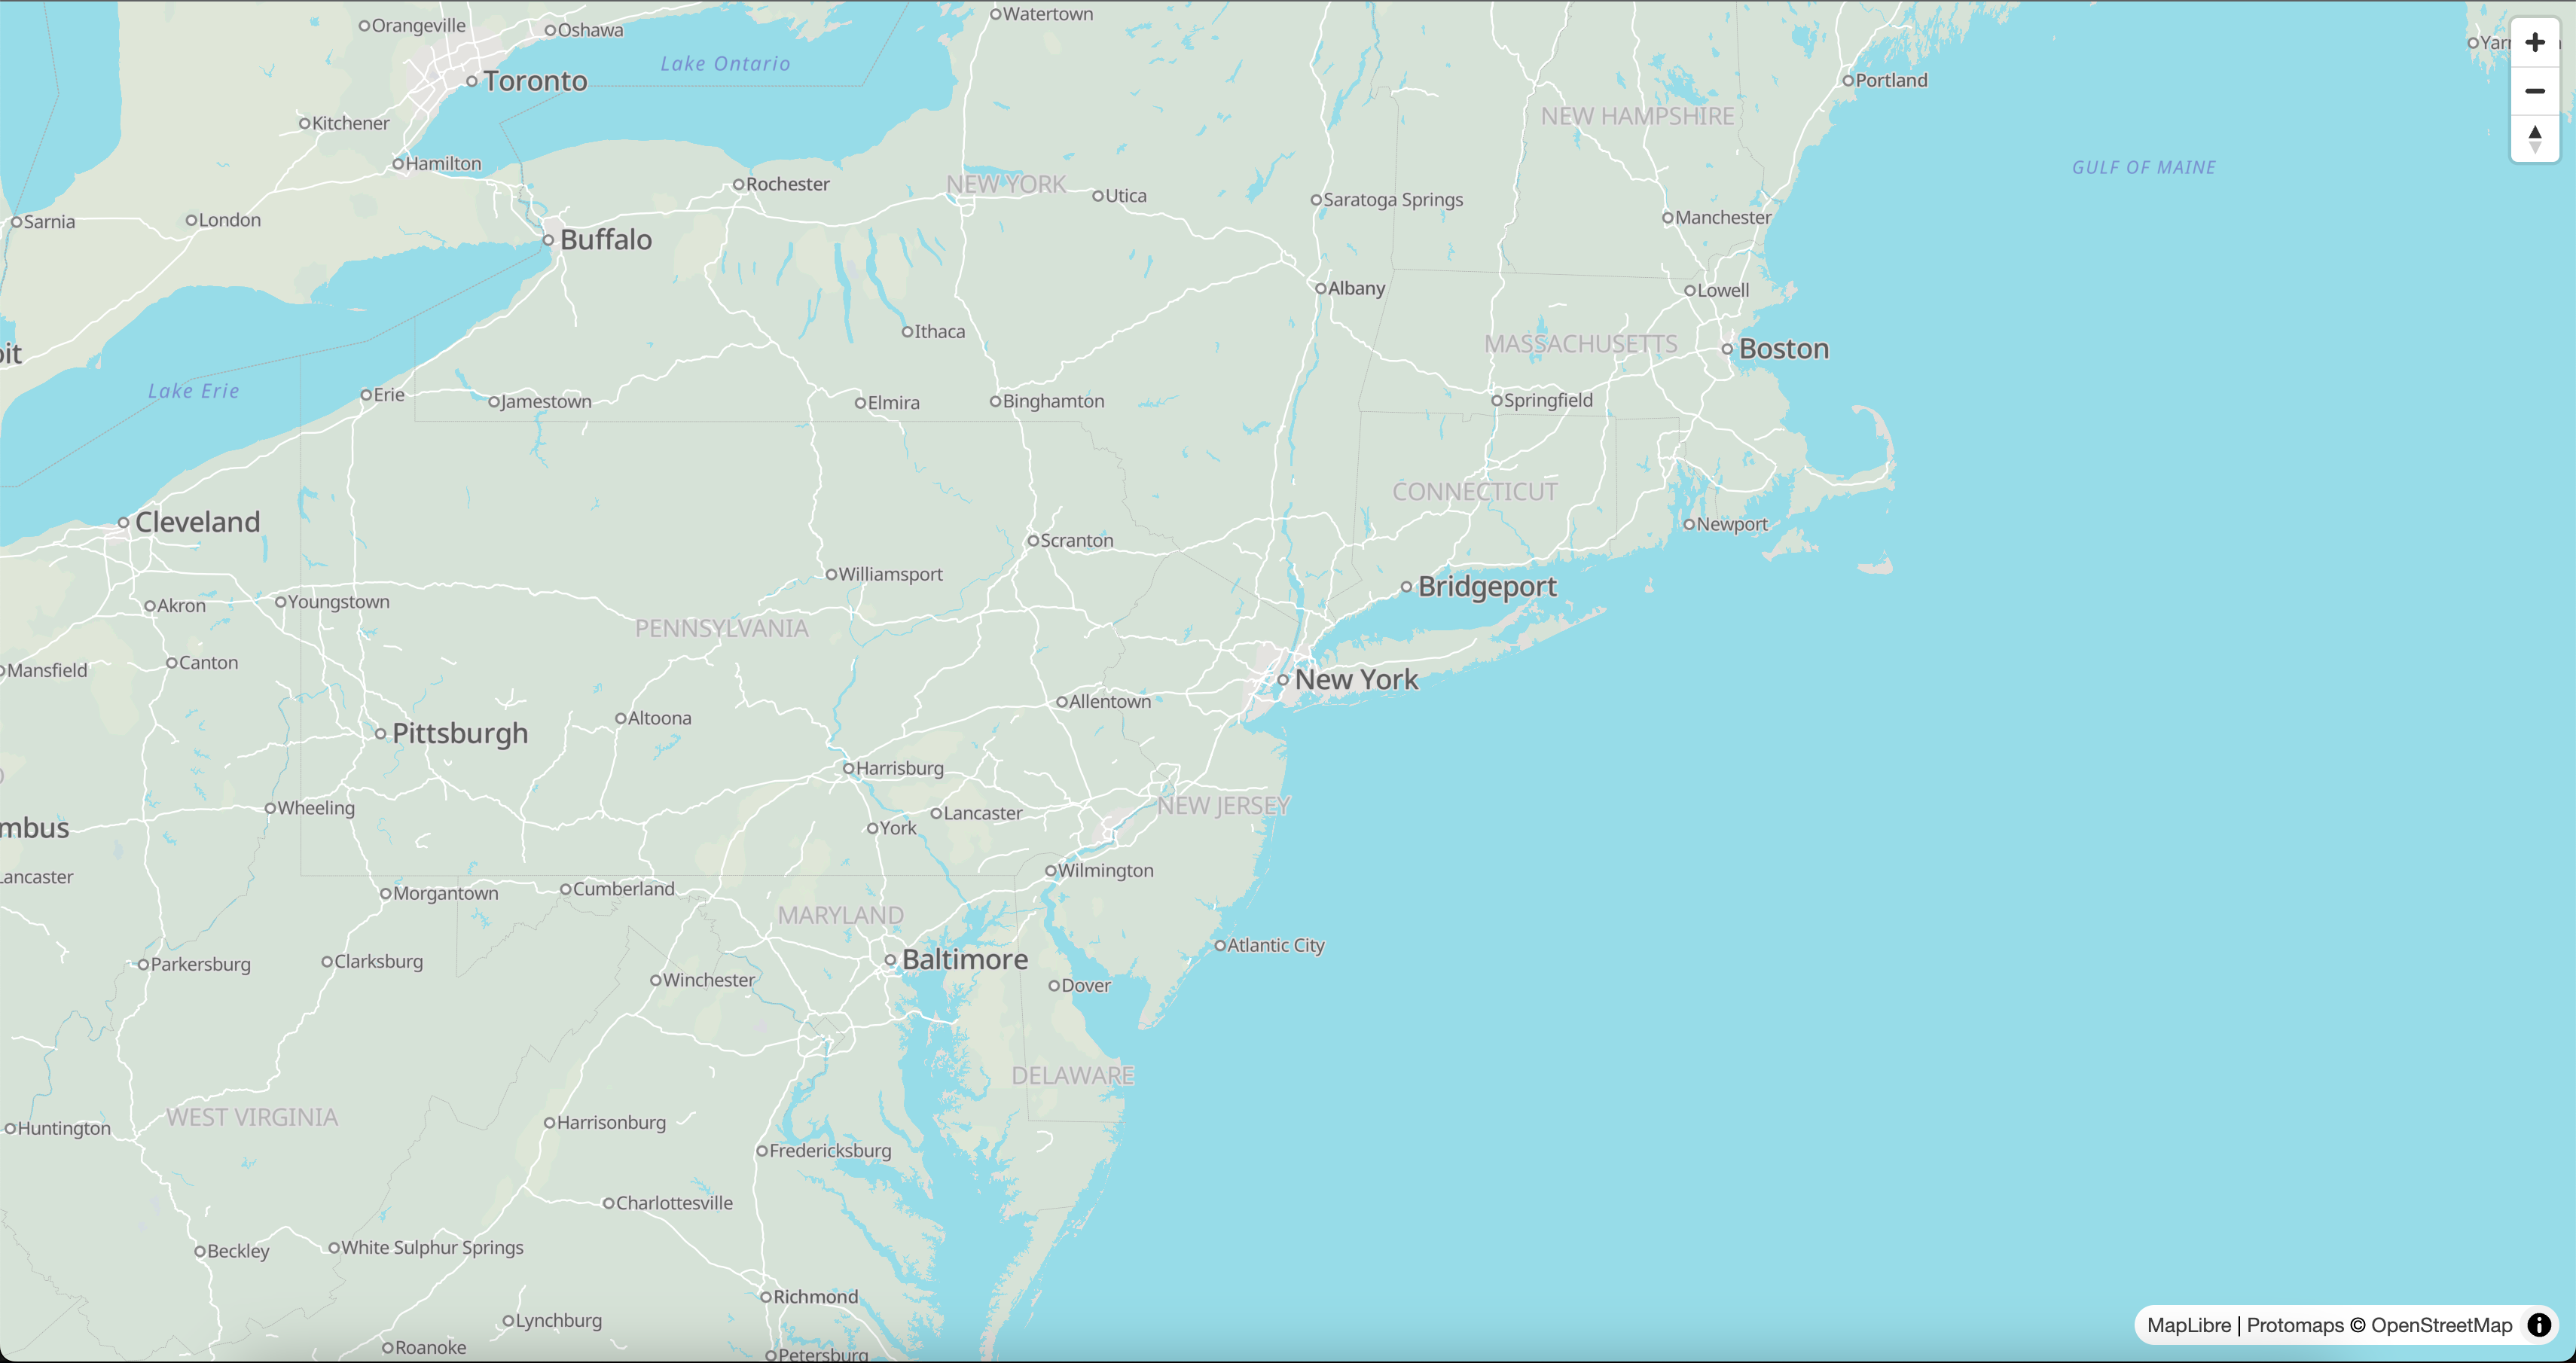 Orangeville
Oshawa
Watertown
Toronto
Lake Ontario
Portland
Kitchener
NEW HAMPSHIRE
Hamilton
GULF OF MAINE
Rochester
NEW YORK
Utica
Saratoga Springs
Sarnia
London
Manchester
Buffalo
Albany
Lowell
Ithaca
MASSACHUSETTS
Boston
Lake Erie
Erie
Jamestown
Elmira
Binghamton
Springfield
CONNECTICUT
Cleveland
Newport
Scranton
Williamsport
Bridgeport
Akron
Youngstown
PENNSYLVANIA
Mansfield
Canton
New York
Allentown
Altoona
Pittsburgh
Harrisburg
Wheeling
Lancaster
NEW JERSEY
York
mbus
Wilmington
Lancaster
Morgantown
Cumberland
MARYLAND
Atlantic City
Parkersburg
Clarksburg
Baltimore
Winchester
Dover
DELAWARE
WEST VIRGINIA
Huntington
Harrisonburg
Fredericksburg
Charlottesville
Beckley
White Sulphur Springs
Richmond
Lynchburg
Roanoke
Petersburg
MapLibre | Protomaps © OpenStreetMap